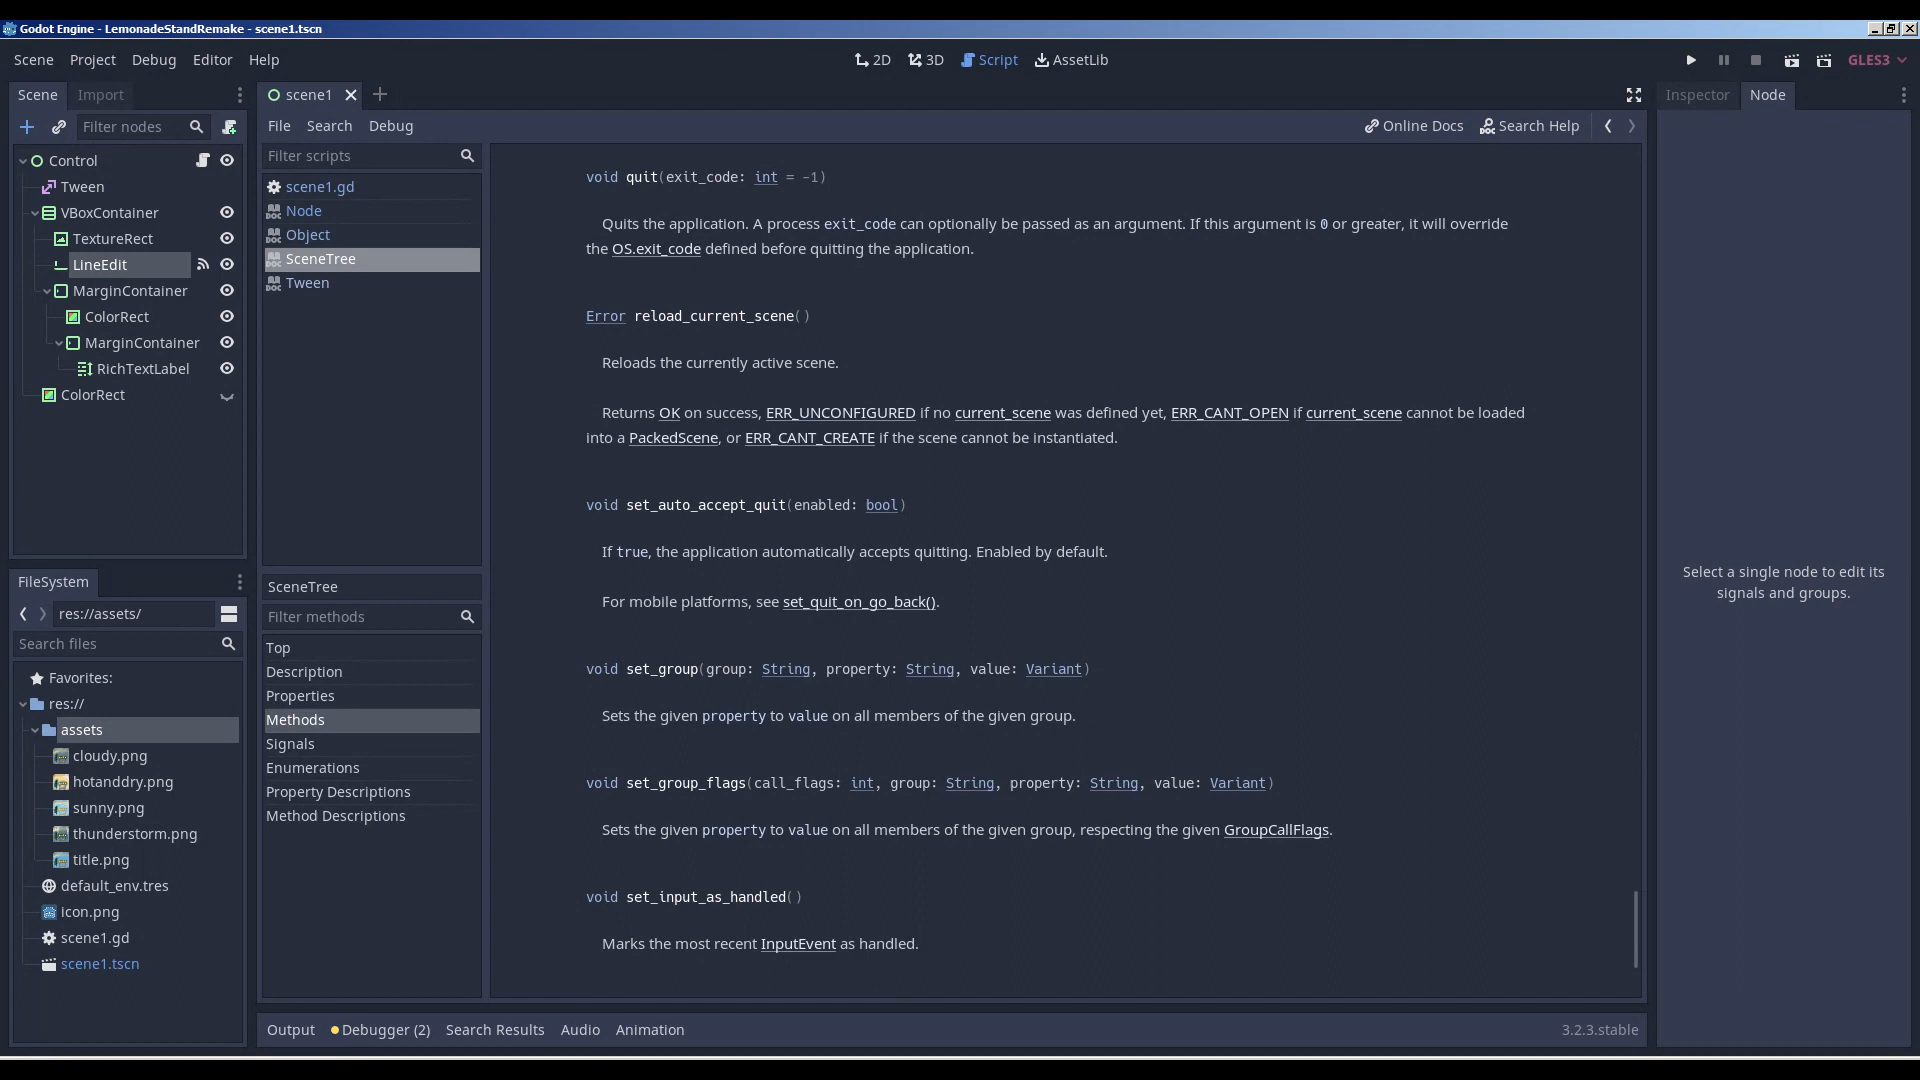 Godot Engine - LemonadeStandRemake - scene1.tscn
Scene Project Debug Editor Help
2D 3D Script AssetLib
GLES3
Scene Import
scene1
Inspector Node
Filter nodes
File Search Debug
Online Docs Search Help
Control
Tween
VBoxContainer
TextureRect
LineEdit
MarginContainer
ColorRect
MarginContainer
RichTextLabel
ColorRect
Filter scripts
scene1.gd
Node
Object
SceneTree
Tween
void quit(exit_code: int = -1)
Quits the application. A process exit_code can optionally be passed as an argument. If this argument is 0 or greater, it will override
the OS.exit_code defined before quitting the application.
Error reload_current_scene()
Reloads the currently active scene.
Returns OK on success, ERR_UNCONFIGURED if no current_scene was defined yet, ERR_CANT_OPEN if current_scene cannot be loaded
into a PackedScene, or ERR_CANT_CREATE if the scene cannot be instantiated.
void set_auto_accept_quit(enabled: bool)
If true, the application automatically accepts quitting. Enabled by default.
For mobile platforms, see set_quit_on_go_back().
void set_group(group: String, property: String, value: Variant)
Sets the given property to value on all members of the given group.
void set_group_flags(call_flags: int, group: String, property: String, value: Variant)
Sets the given property to value on all members of the given group, respecting the given GroupCallFlags.
void set_input_as_handled()
Marks the most recent InputEvent as handled.
Select a single node to edit its
signals and groups.
FileSystem
res://assets/
Search files
Favorites:
res://
assets
cloudy.png
hotanddry.png
sunny.png
thunderstorm.png
title.png
default_env.tres
icon.png
scene1.gd
scene1.tscn
SceneTree
Filter methods
Top
Description
Properties
Methods
Signals
Enumerations
Property Descriptions
Method Descriptions
Output Debugger (2) Search Results Audio Animation
3.2.3.stable